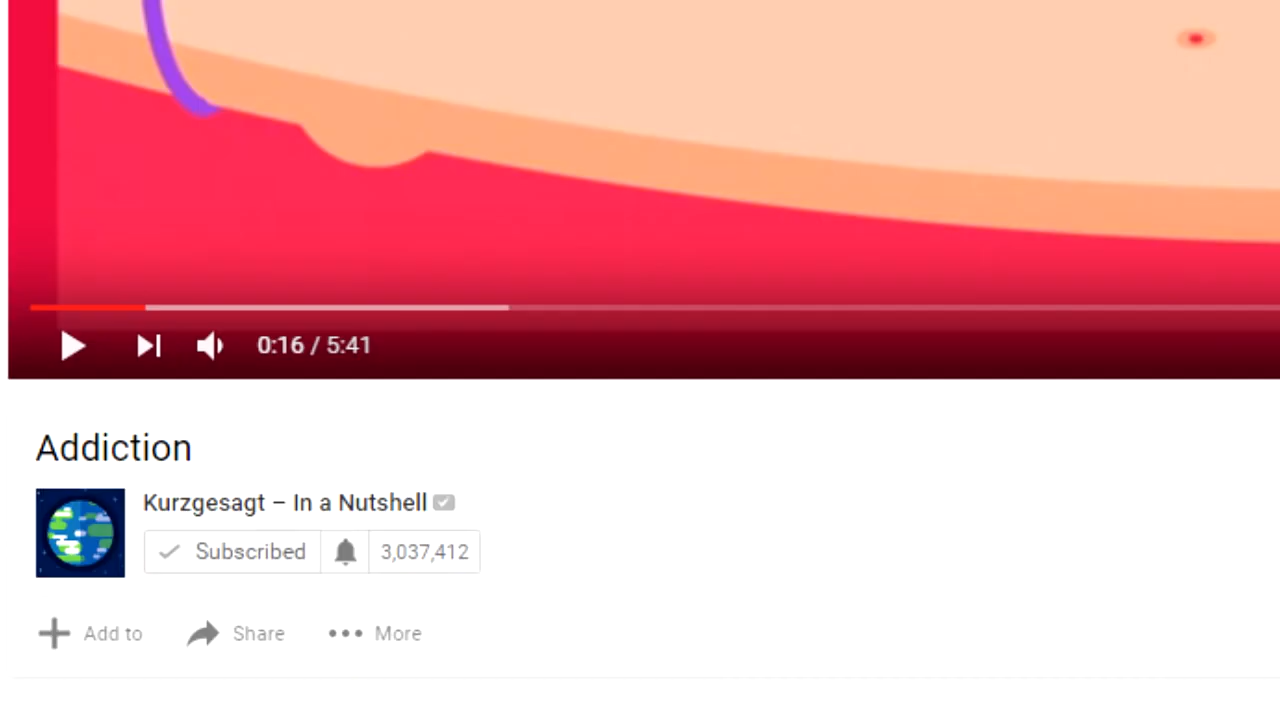 0:16 / 5:41
Addiction
Kurzgesagt – In a Nutshell
Subscribed 3,037,412
Add to Share More